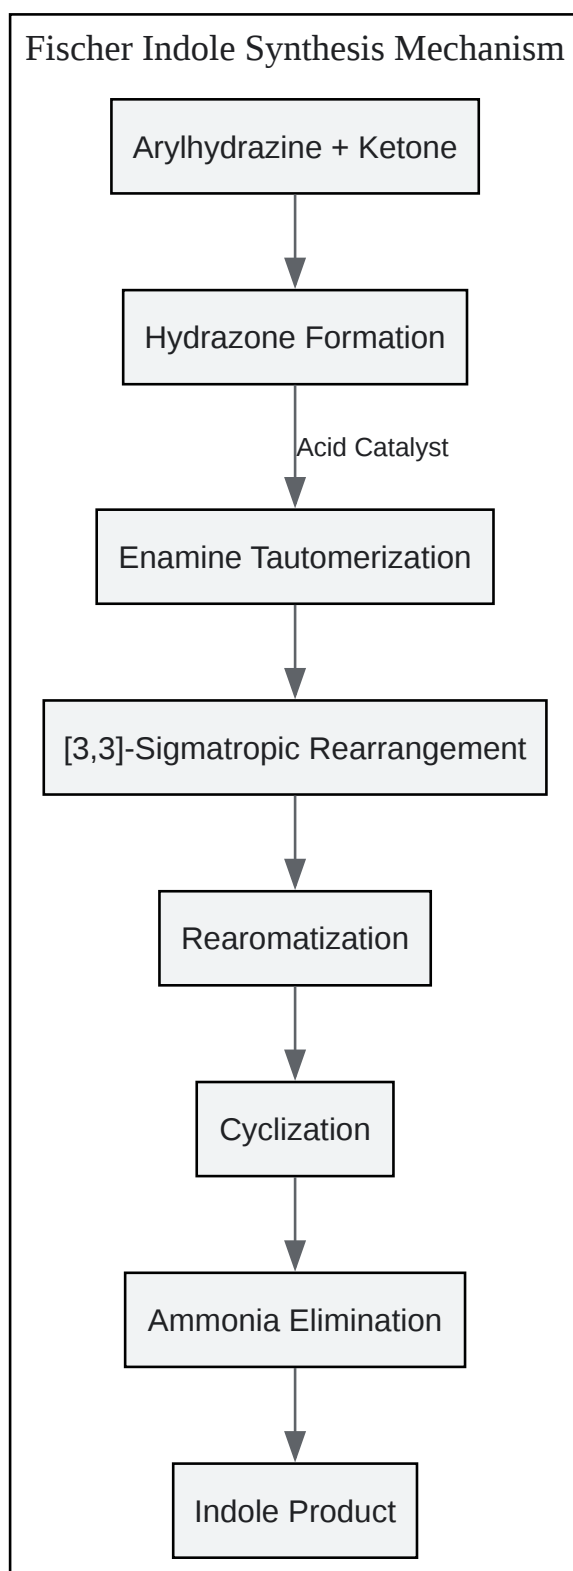 Fischer Indole Synthesis Mechanism
Arylhydrazine + Ketone
Hydrazone Formation
Acid Catalyst
Enamine Tautomerization
[3,3]-Sigmatropic Rearrangement
Rearomatization
Cyclization
Ammonia Elimination
Indole Product